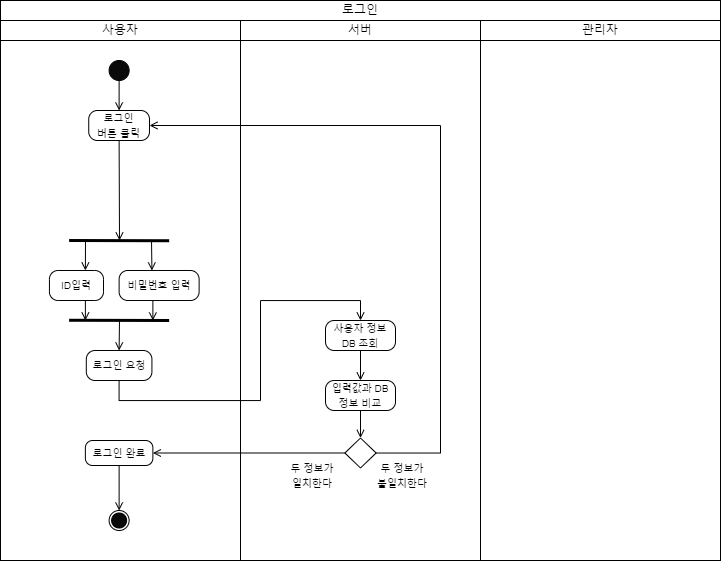 로그인
사용자
서버
관리자
로그인
버튼 클릭
ID입력
비밀번호 입력
로그인 요청
사용자 정보
DB 조회
입력값과 DB
정보 비교
로그인 완료
두 정보가
일치한다
두 정보가
불일치한다